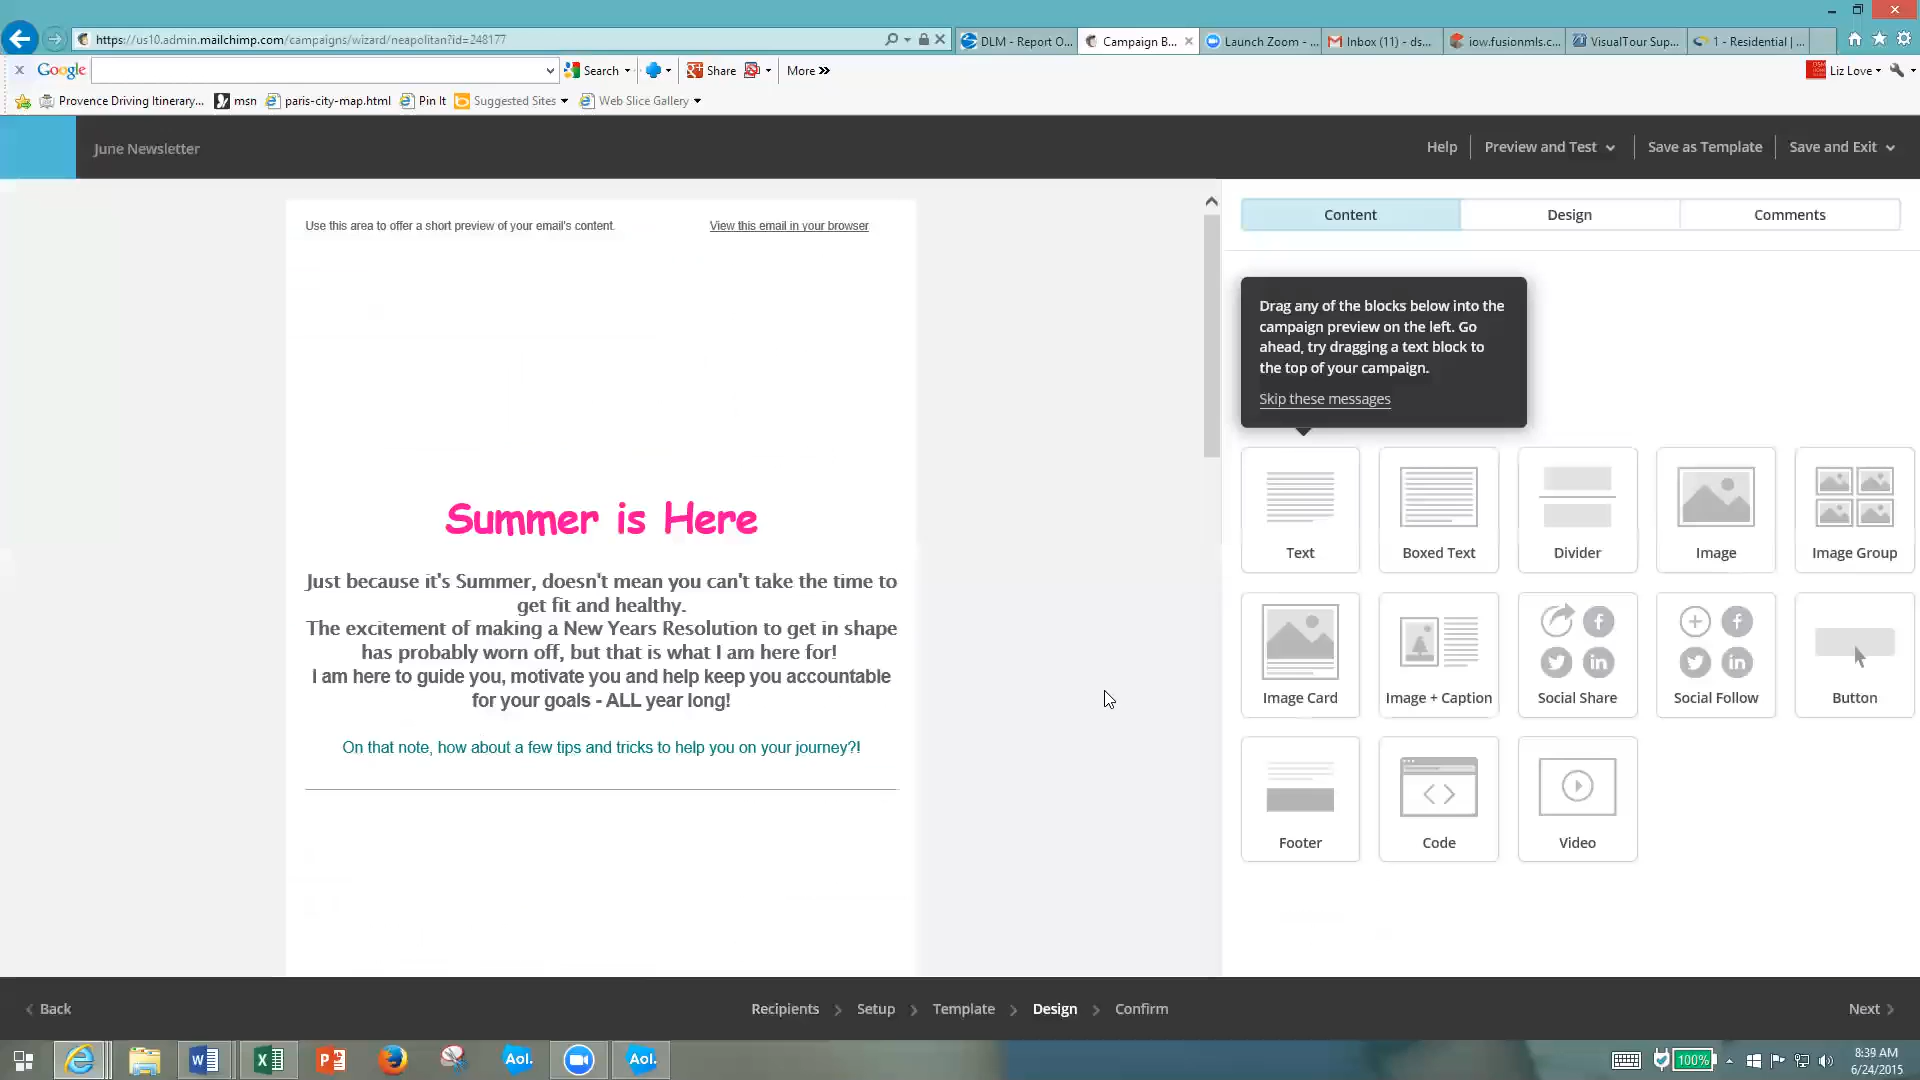 https://us10.admin.mailchimp.com/campaigns/wizard/neapolitan?id=248177
DLM - Report O...
Campaign B...
Launch Zoom - ...
Inbox (11) - ds...
iow.fusionmls.c...
VisualTour Sup...
1 - Residential | ...
Google
Search
Share
More »
Liz Love
Provence Driving Itinerary...
msn
paris-city-map.html
Pin It
Suggested Sites
Web Slice Gallery
June Newsletter
Help
Preview and Test
Save as Template
Save and Exit
Use this area to offer a short preview of your email's content.
View this email in your browser
Summer is Here
Just because it's Summer, doesn't mean you can't take the time to
get fit and healthy.
The excitement of making a New Years Resolution to get in shape
has probably worn off, but that is what I am here for!
I am here to guide you, motivate you and help keep you accountable
for your goals - ALL year long!
On that note, how about a few tips and tricks to help you on your journey?!
Content
Design
Comments
Drag any of the blocks below into the
campaign preview on the left. Go
ahead, try dragging a text block to
the top of your campaign.
Skip these messages
Text
Boxed Text
Divider
Image
Image Group
Image Card
Image + Caption
Social Share
Social Follow
Button
Footer
Code
Video
Back
Recipients
Setup
Template
Design
Confirm
Next
Aol.
Aol.
100%
8:39 AM
6/24/2015